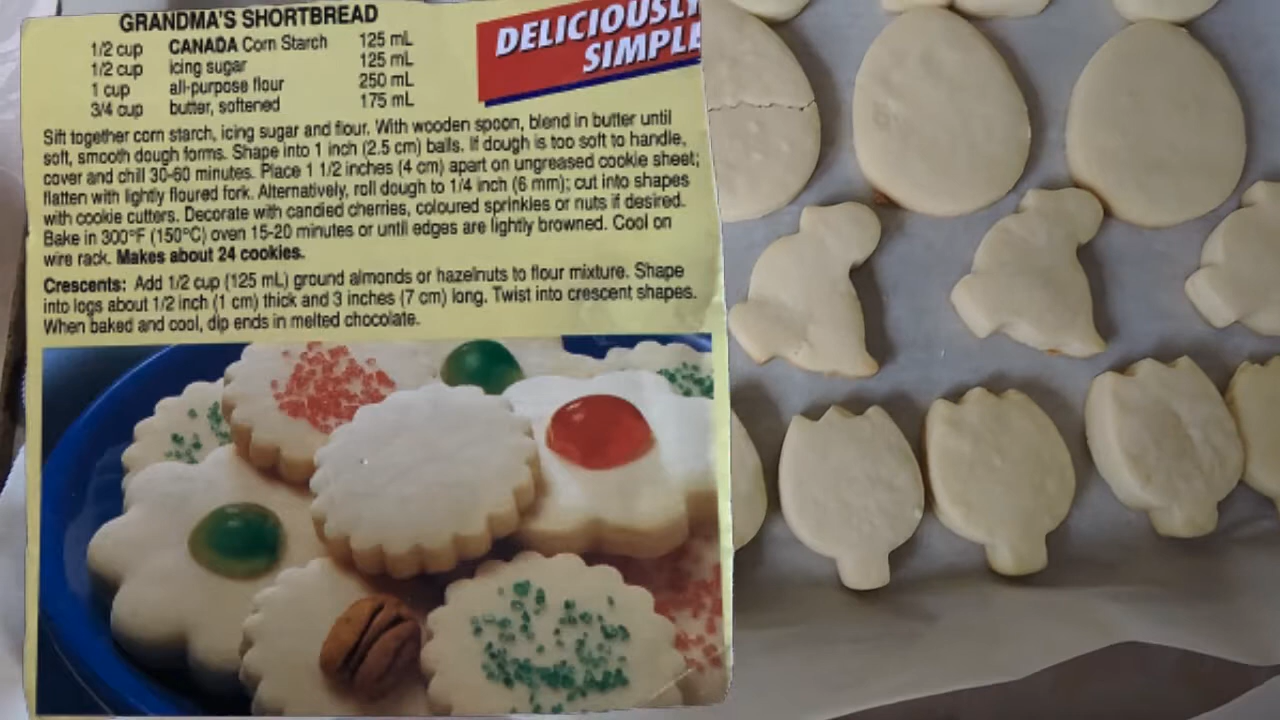 GRANDMA'S SHORTBREAD
1/2 cup CANADA Corn Starch 125 mL
1/2 cup icing sugar 125 mL
1 cup all-purpose flour 250 mL
3/4 cup butter, softened 175 mL
DELICIOUSLY
SIMPLE
Sift together corn starch, icing sugar and flour. With wooden spoon, blend in butter until
soft, smooth dough forms. Shape into 1 inch (2.5 cm) balls. If dough is too soft to handle,
cover and chill 30-60 minutes. Place 1 1/2 inches (4 cm) apart on ungreased cookie sheet;
flatten with lightly floured fork. Alternatively, roll dough to 1/4 inch (6 mm); cut into shapes
with cookie cutters. Decorate with candied cherries, coloured sprinkles or nuts if desired.
Bake in 300°F (150°C) oven 15-20 minutes or until edges are lightly browned. Cool on
wire rack. Makes about 24 cookies.
Crescents: Add 1/2 cup (125 mL) ground almonds or hazelnuts to flour mixture. Shape
into logs about 1/2 inch (1 cm) thick and 3 inches (7 cm) long. Twist into crescent shapes.
When baked and cool, dip ends in melted chocolate.